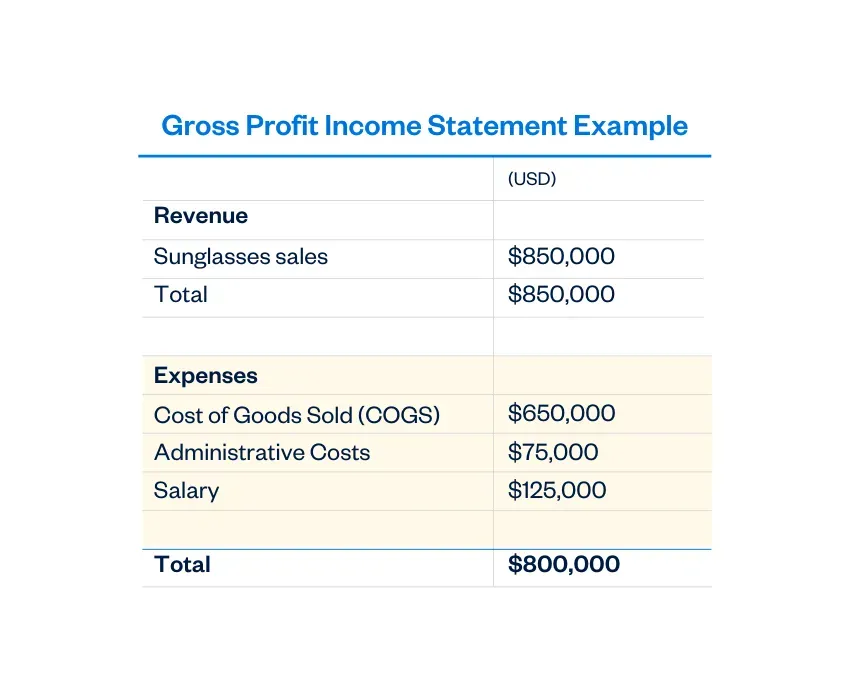 Gross Profit Income Statement Example
(USD)
Revenue
Sunglasses sales $850,000
Total $850,000
Expenses
Cost of Goods Sold (COGS) $650,000
Administrative Costs $75,000
Salary $125,000
Total $800,000